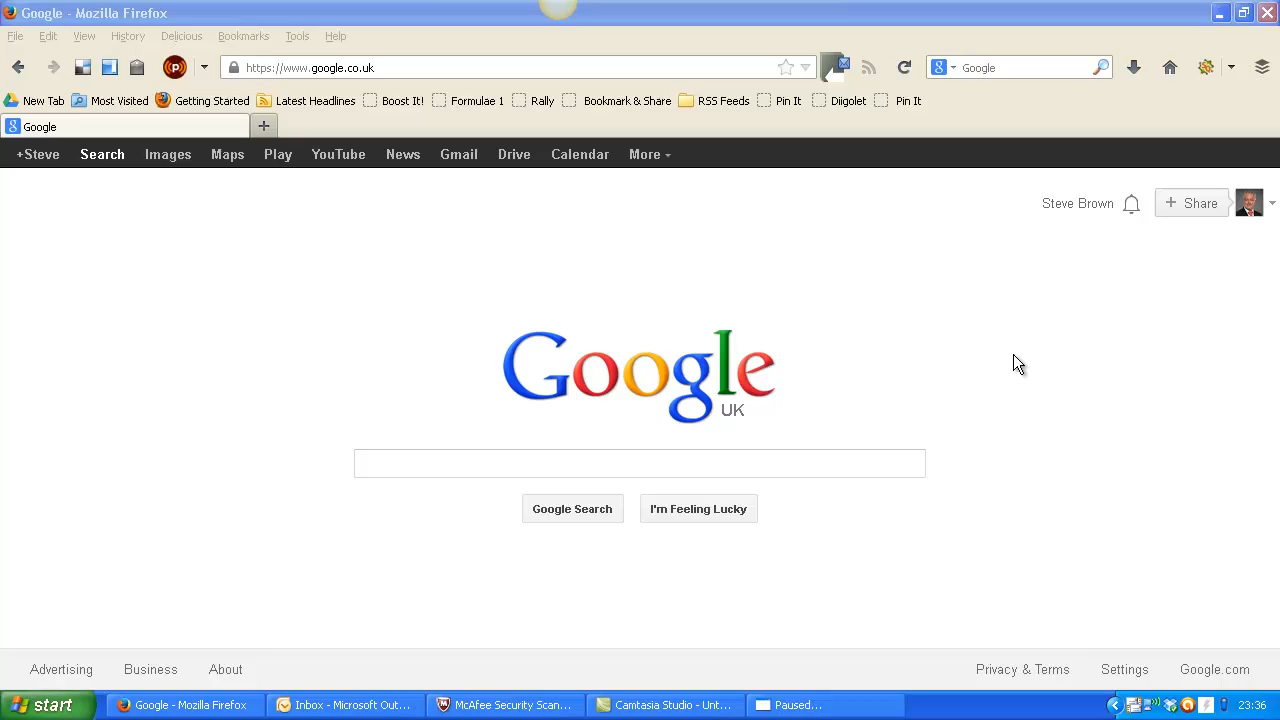 Google - Mozilla Firefox
File Edit View History Delicious Bookmarks Tools Help
https://www.google.co.uk Google
New Tab Most Visited Getting Started Latest Headlines Boost It! Formulae 1 Rally Bookmark & Share RSS Feeds Pin It Diigolet Pin It
Google
+Steve Search Images Maps Play YouTube News Gmail Drive Calendar More
Steve Brown + Share
Google
UK
Google Search I'm Feeling Lucky
Advertising Business About Privacy & Terms Settings Google.com
start Google - Mozilla Firefox Inbox - Microsoft Out... McAfee Security Scan... Camtasia Studio - Unt... Paused... 23:36